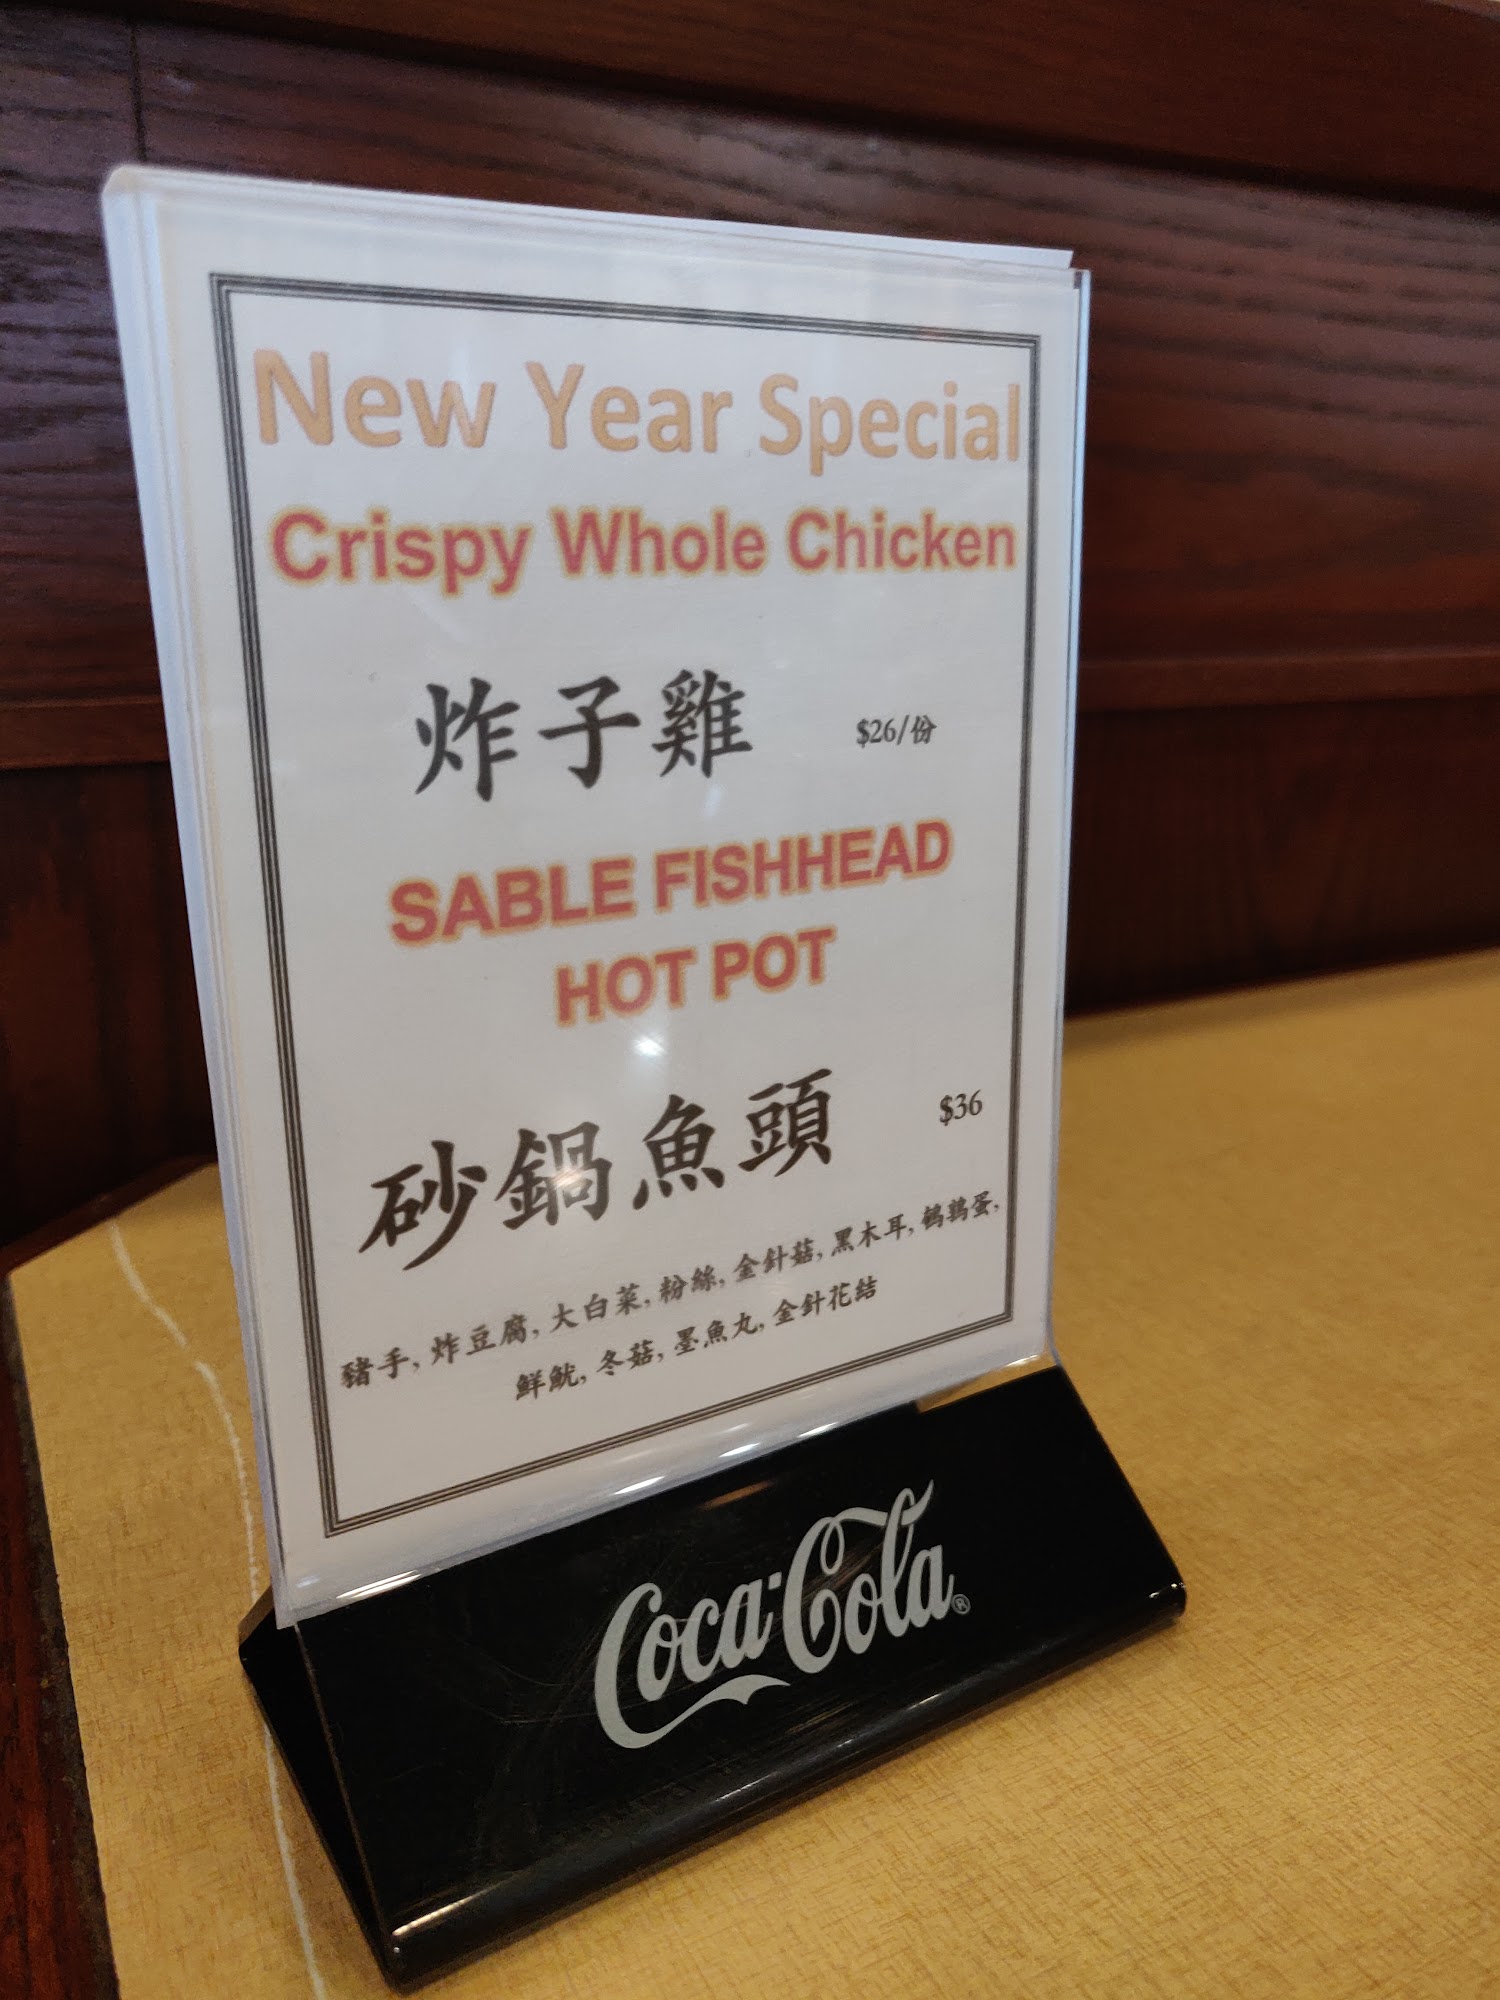 New Year Special
Crispy Whole Chicken
炸子雞 $26/份
SABLE FISHHEAD
HOT POT
砂鍋魚頭 $36
豬手, 炸豆腐, 大白菜, 粉絲, 金針菇, 黑木耳, 鵪鶉蛋,
鮮魷, 冬菇, 墨魚丸, 金針花結
Coca-Cola®